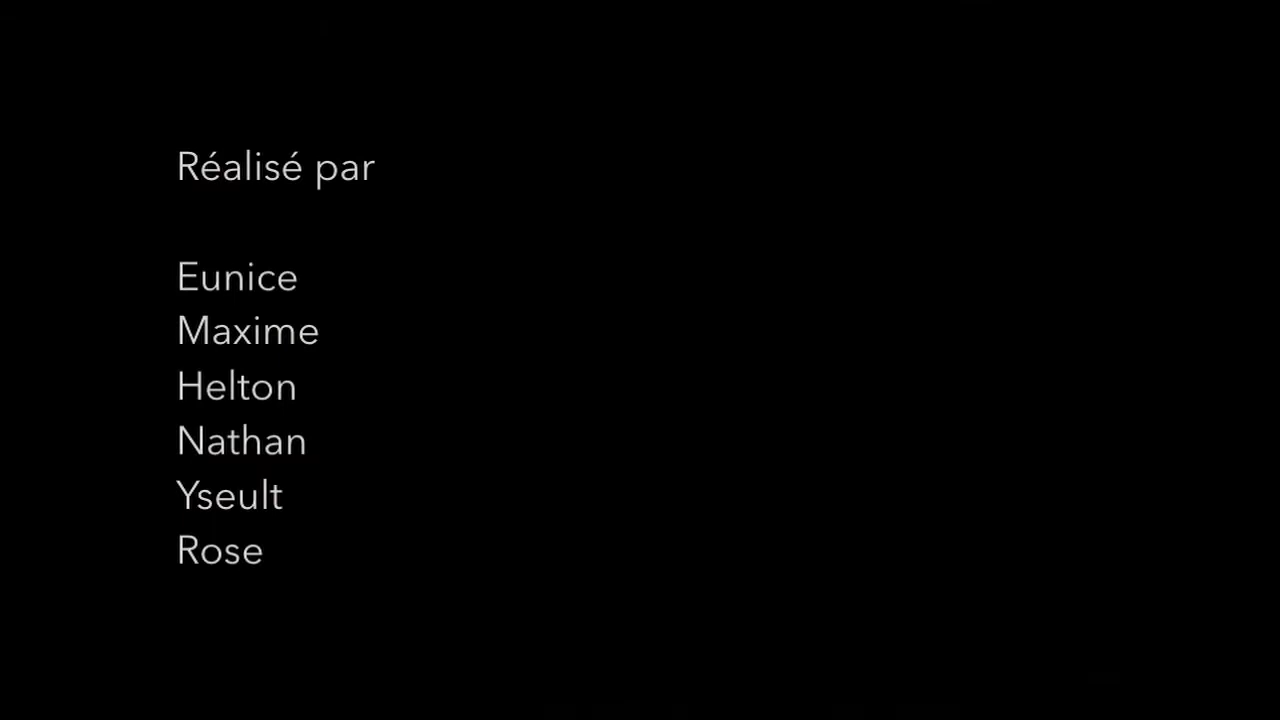 Réalisé par
Eunice
Maxime
Helton
Nathan
Yseult
Rose